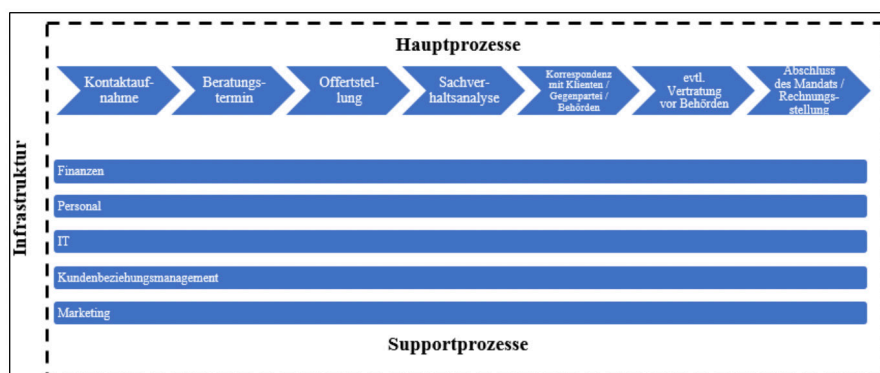 Hauptprozesse
Kontaktauf-
nahme
Beratungs-
termin
Offertstel-
lung
Sachver-
haltsanalyse
Korrespondenz
mit Klienten /
Gegenpartei /
Behörden
evtl.
Vertratung
vor Behörden
Abschluss
des Mandats /
Rechnungs-
stellung
Infrastruktur
Finanzen
Personal
IT
Kundenbeziehungsmanagement
Marketing
Supportprozesse